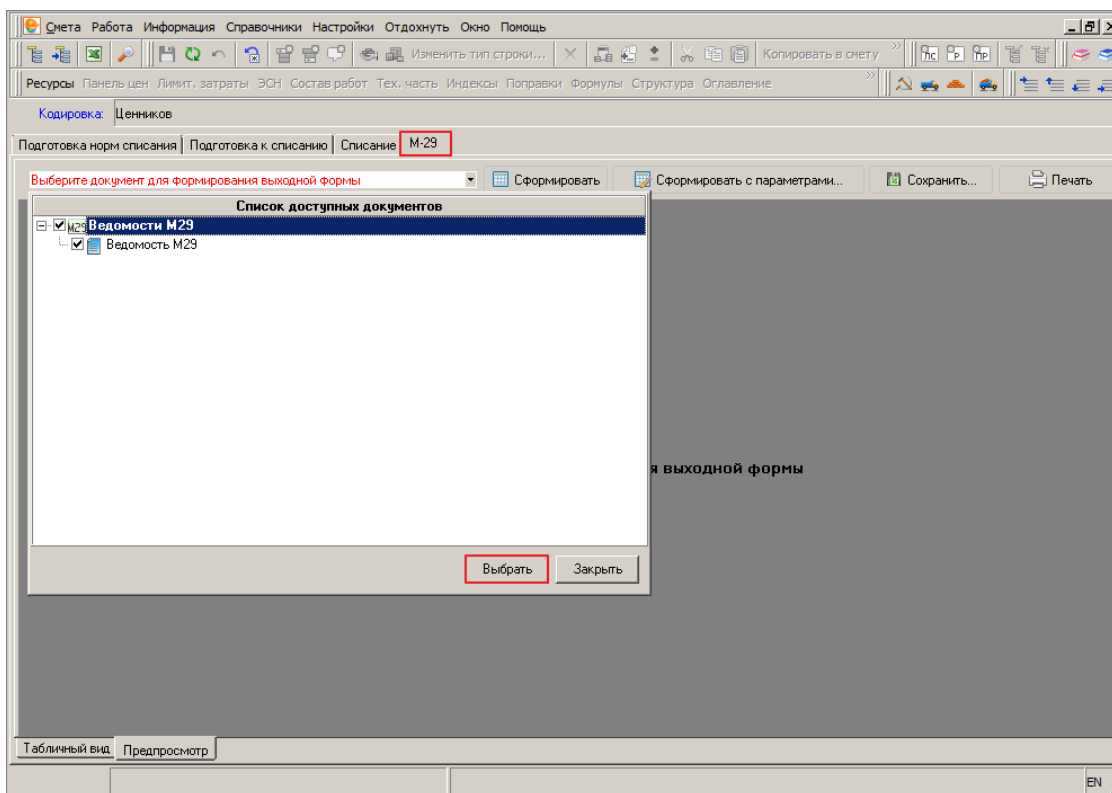 Смета Работа Информация Справочники Настройки Отдохнуть Окно Помощь
Изменить тип строки... Копировать в смету
Ресурсы Панель цен Лимит. затраты ЭСН Состав работ Тех. часть Индексы Поправки Формулы Структура Оглавление
Кодировка: Ценников
Подготовка норм списания Подготовка к списанию Списание М-29
Выберите документ для формирования выходной формы Сформировать Сформировать с параметрами... Сохранить... Печать
Список доступных документов
М29 Ведомости М29
Ведомость М29
я выходной формы
Выбрать Закрыть
Табличный вид Предпросмотр
EN